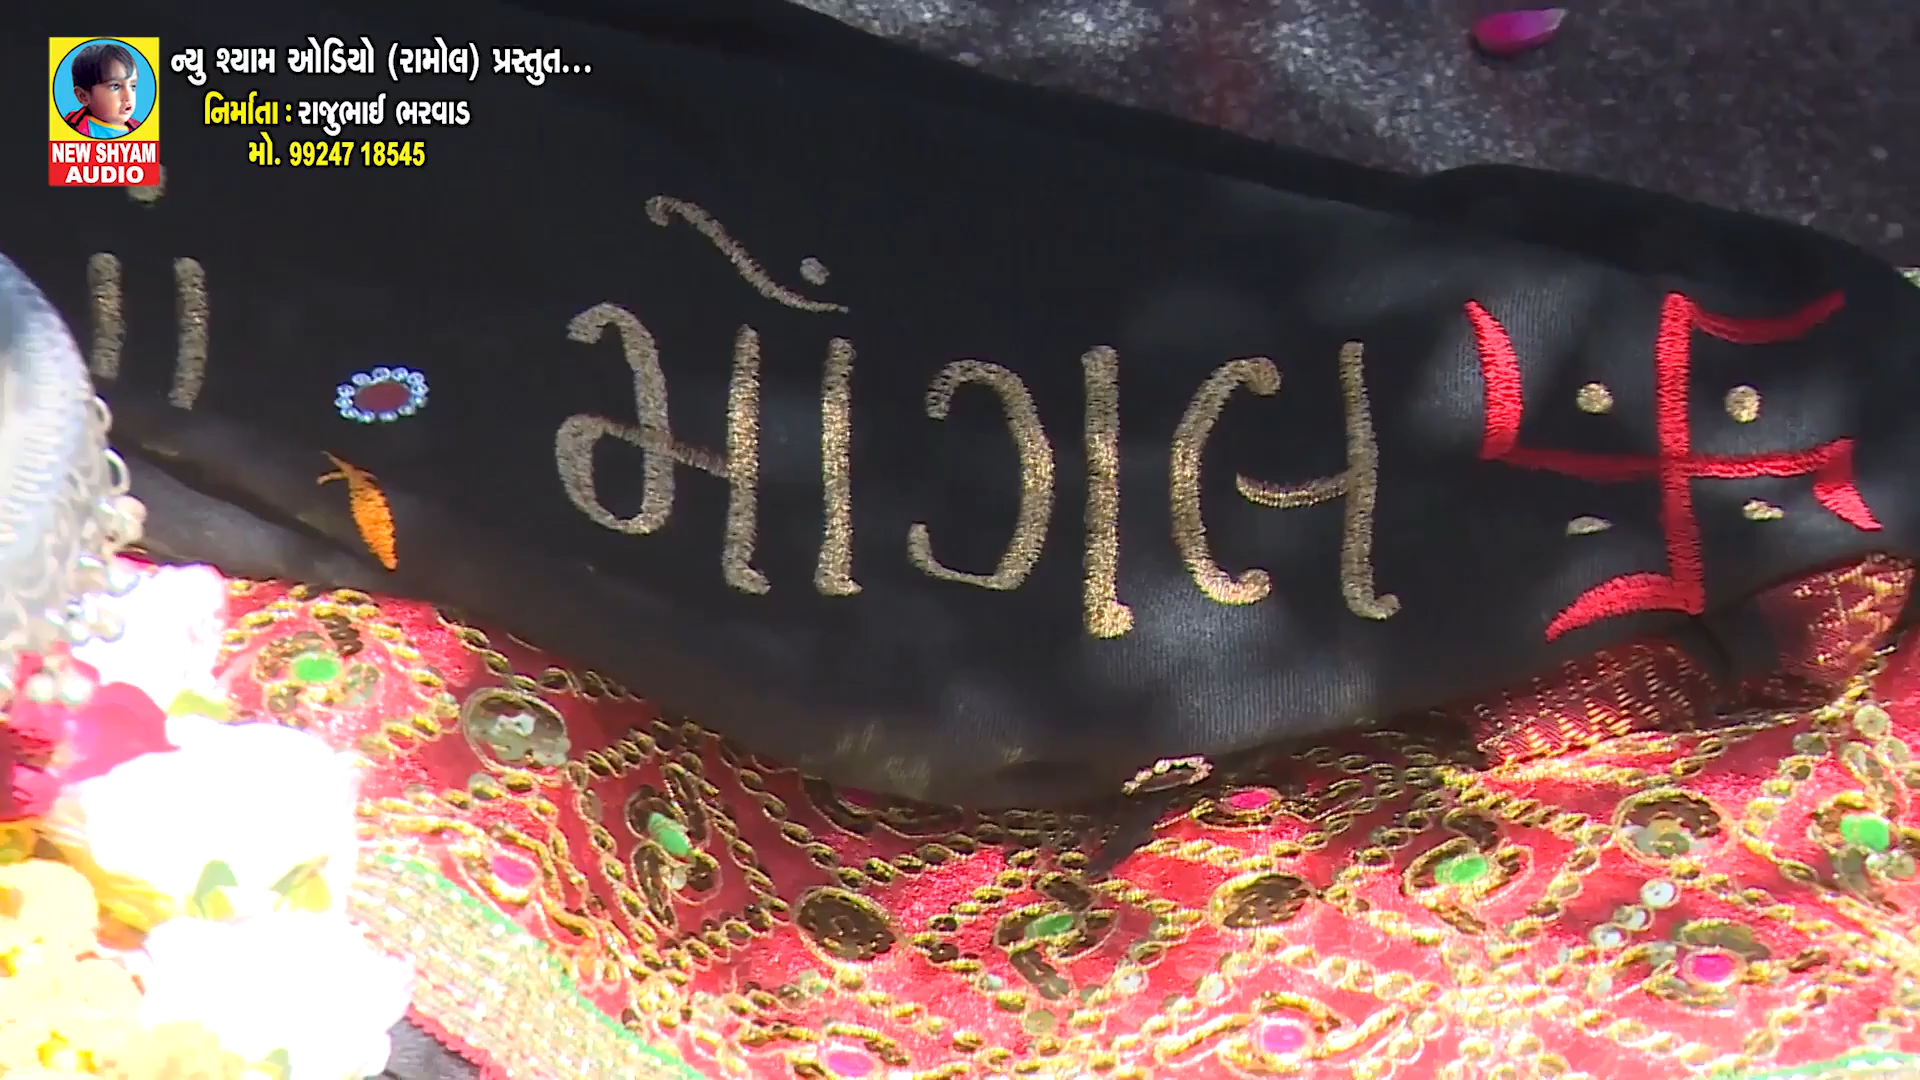 ન્યુ શ્યામ ઓડિયો (રામોલ) પ્રસ્તુત...
નિર્માતા : રાજુભાઈ ભરવાડ
મો. 99247 18545
NEW SHYAM
AUDIO
॥ મોંગલ